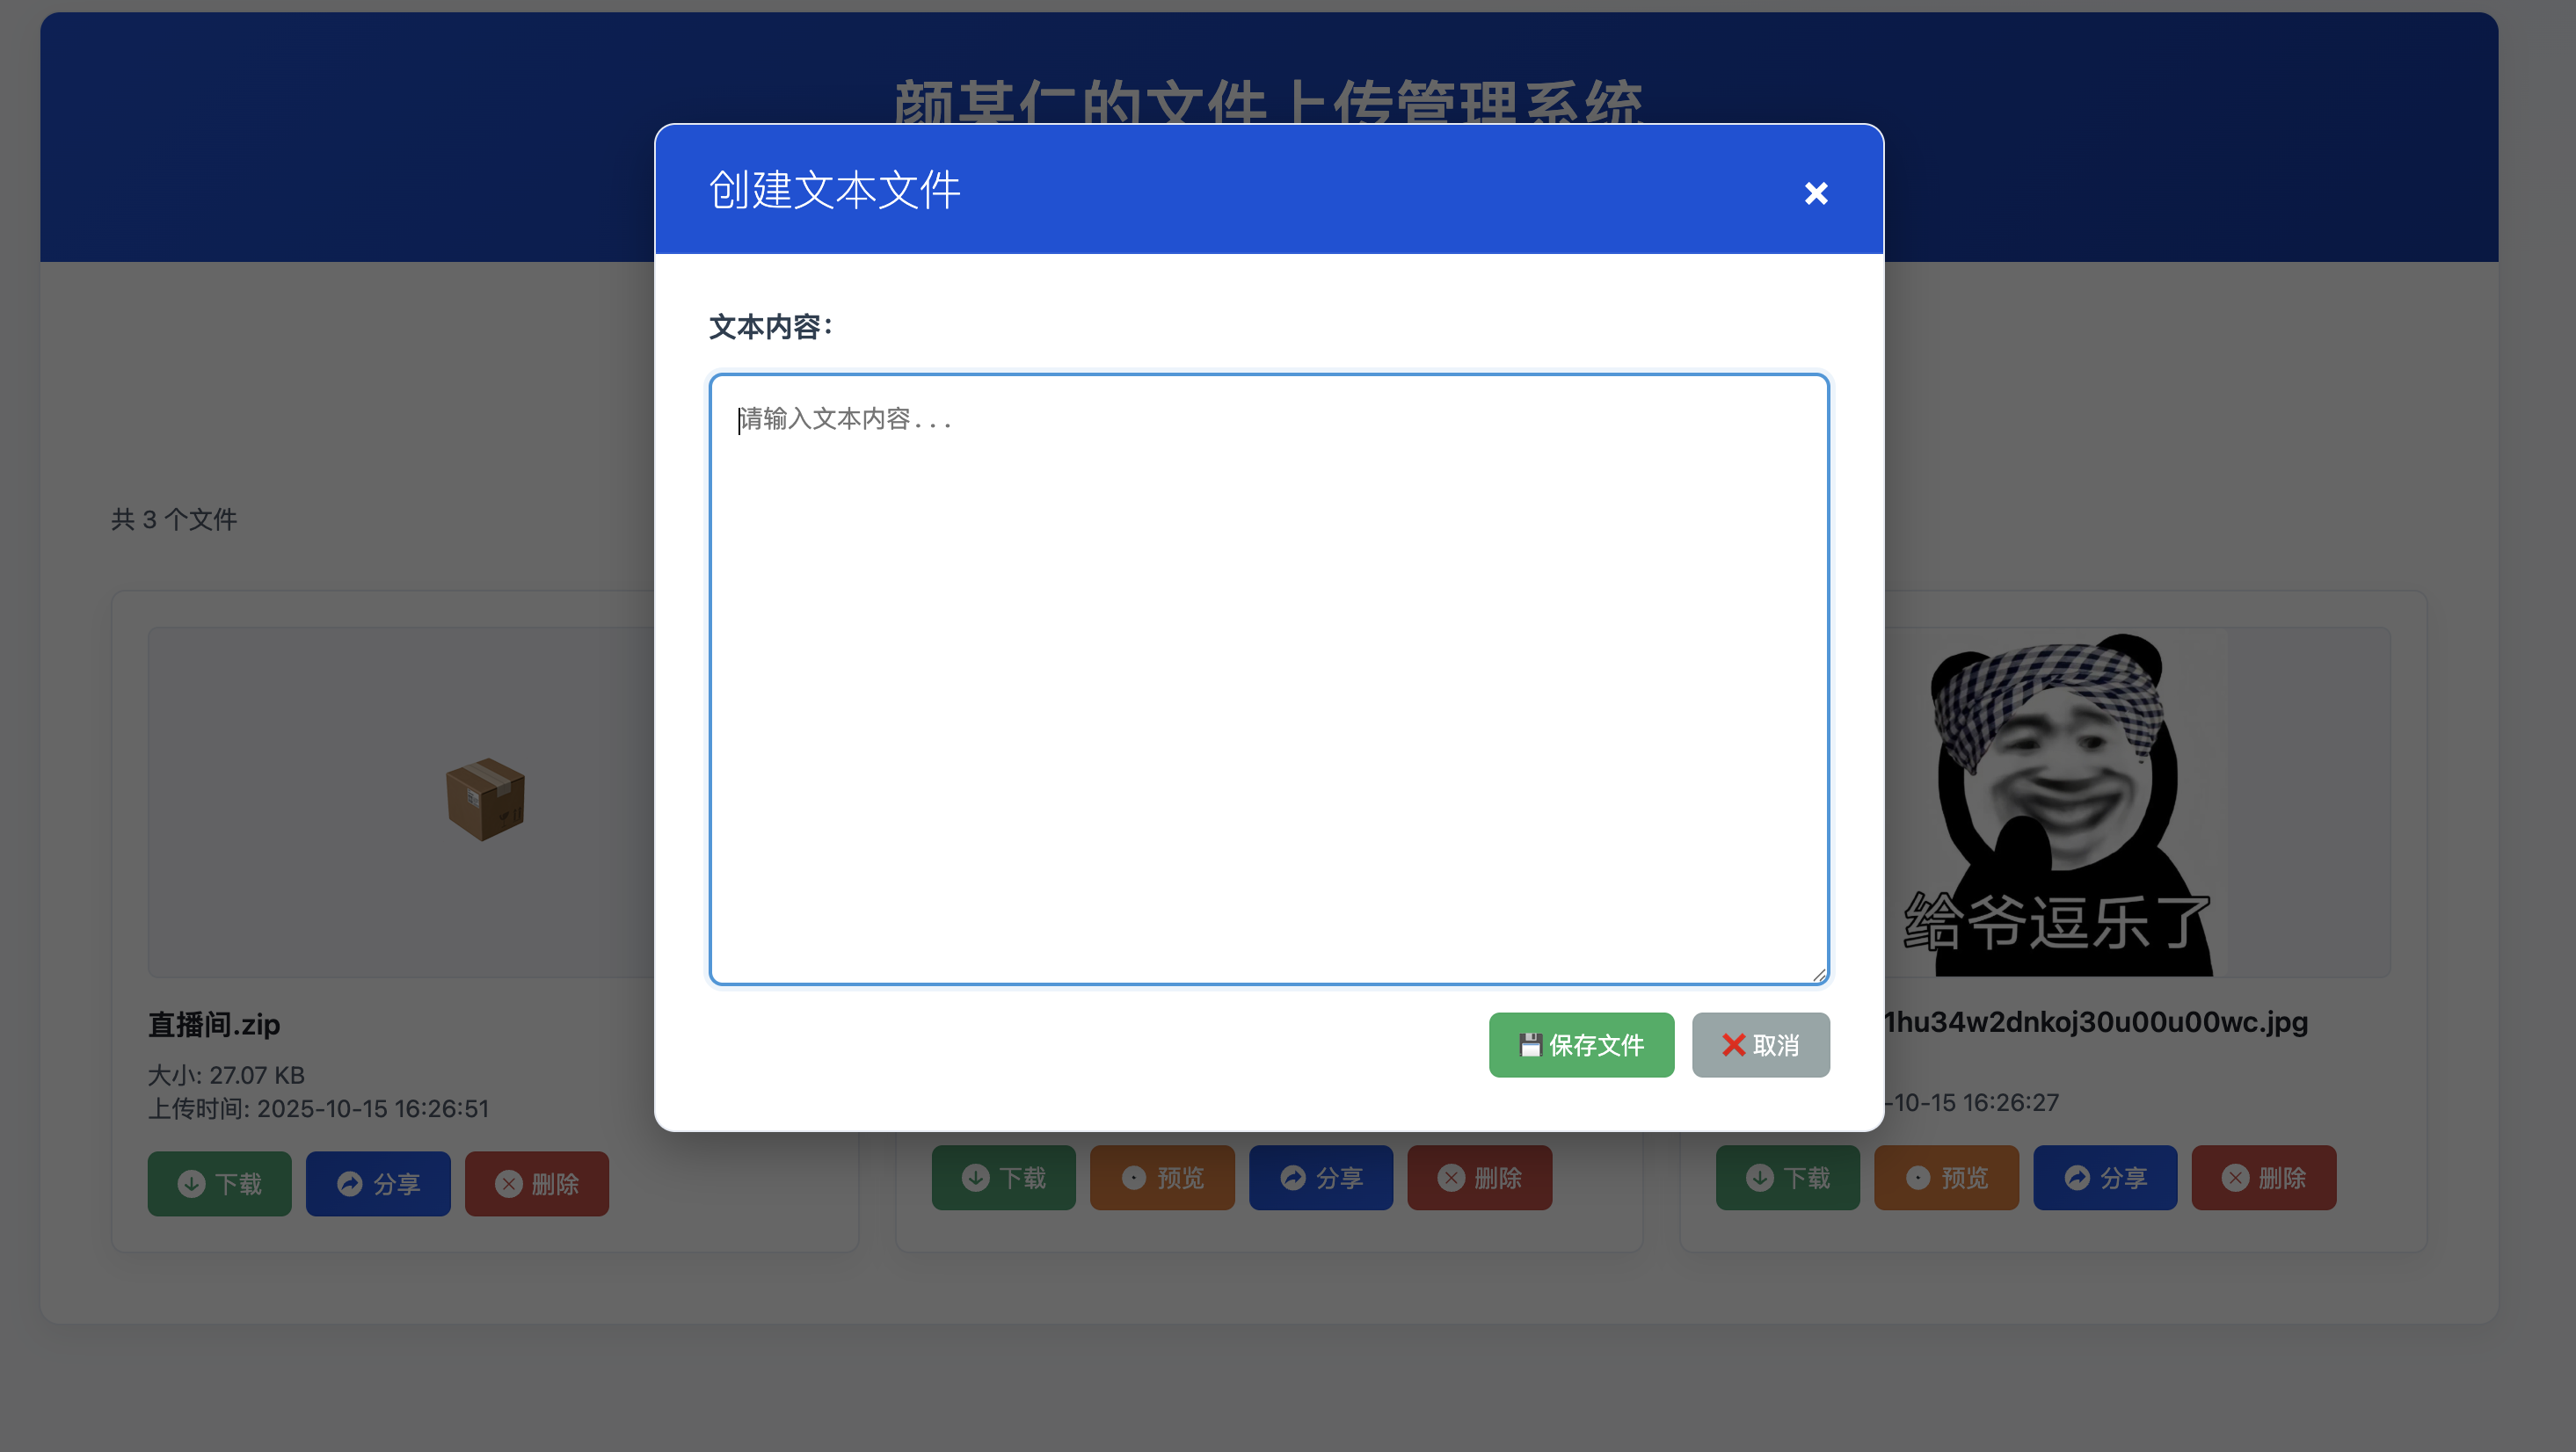 颜某仁的文件上传管理系统
创建文本文件
文本内容：
请输入文本内容...
共 3 个文件
给爷逗乐了
💾 保存文件
❌ 取消
直播间.zip
大小: 27.07 KB
上传时间: 2025-10-15 16:26:51
下载 分享 删除
下载 预览 分享 删除
1hu34w2dnkoj30u00u00wc.jpg
-10-15 16:26:27
下载 预览 分享 删除